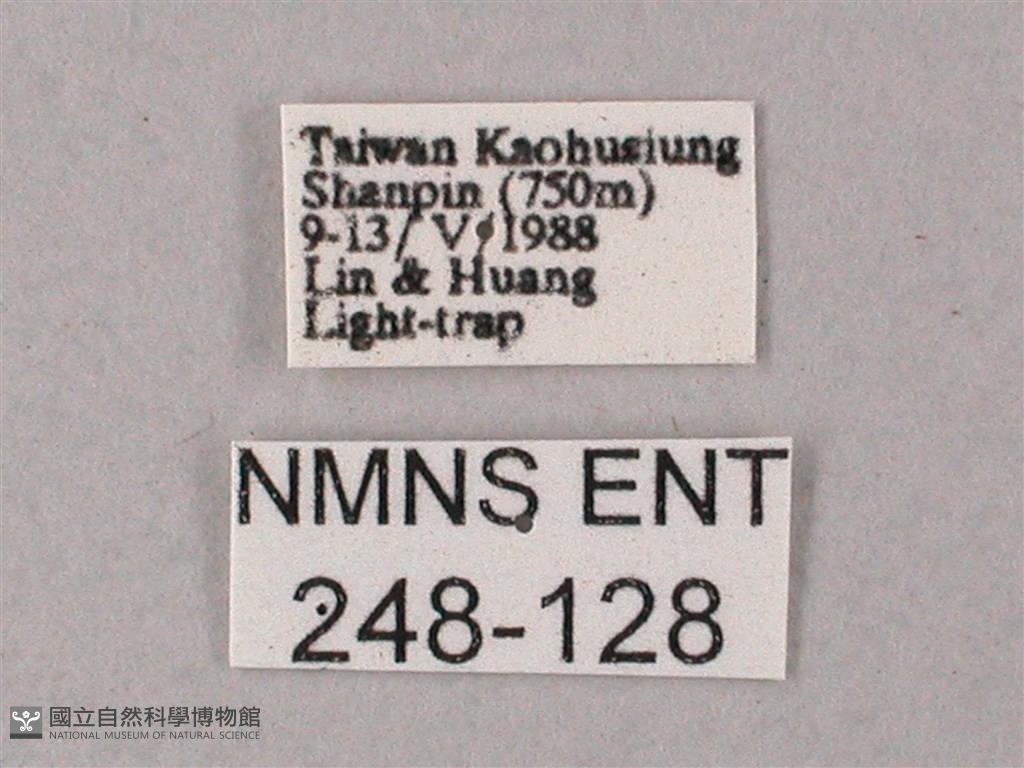 Taiwan Kaohusiung
Shanpin (750m)
9-13/ V/ 1988
Lin & Huang
Light-trap
NMNS ENT
248-128
國立自然科學博物館
NATIONAL MUSEUM OF NATURAL SCIENCE